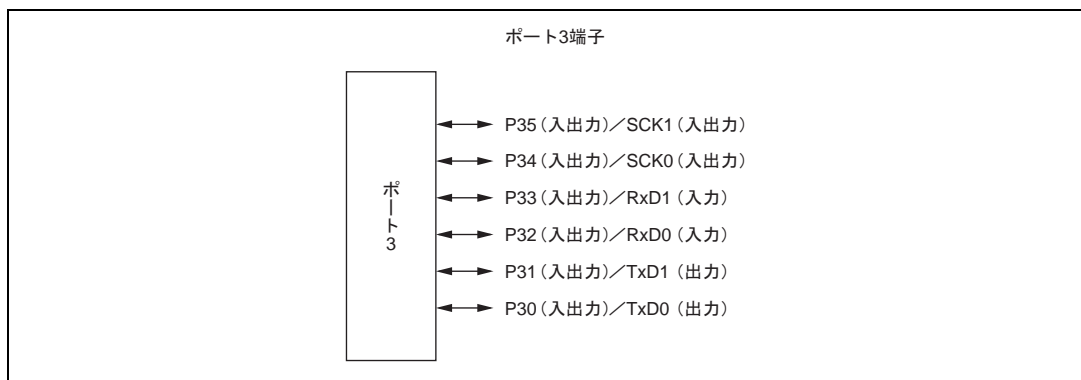 ポート3端子
ポート3
P35(入出力)／SCK1(入出力)
P34(入出力)／SCK0(入出力)
P33(入出力)／RxD1(入力)
P32(入出力)／RxD0(入力)
P31(入出力)／TxD1(出力)
P30(入出力)／TxD0(出力)